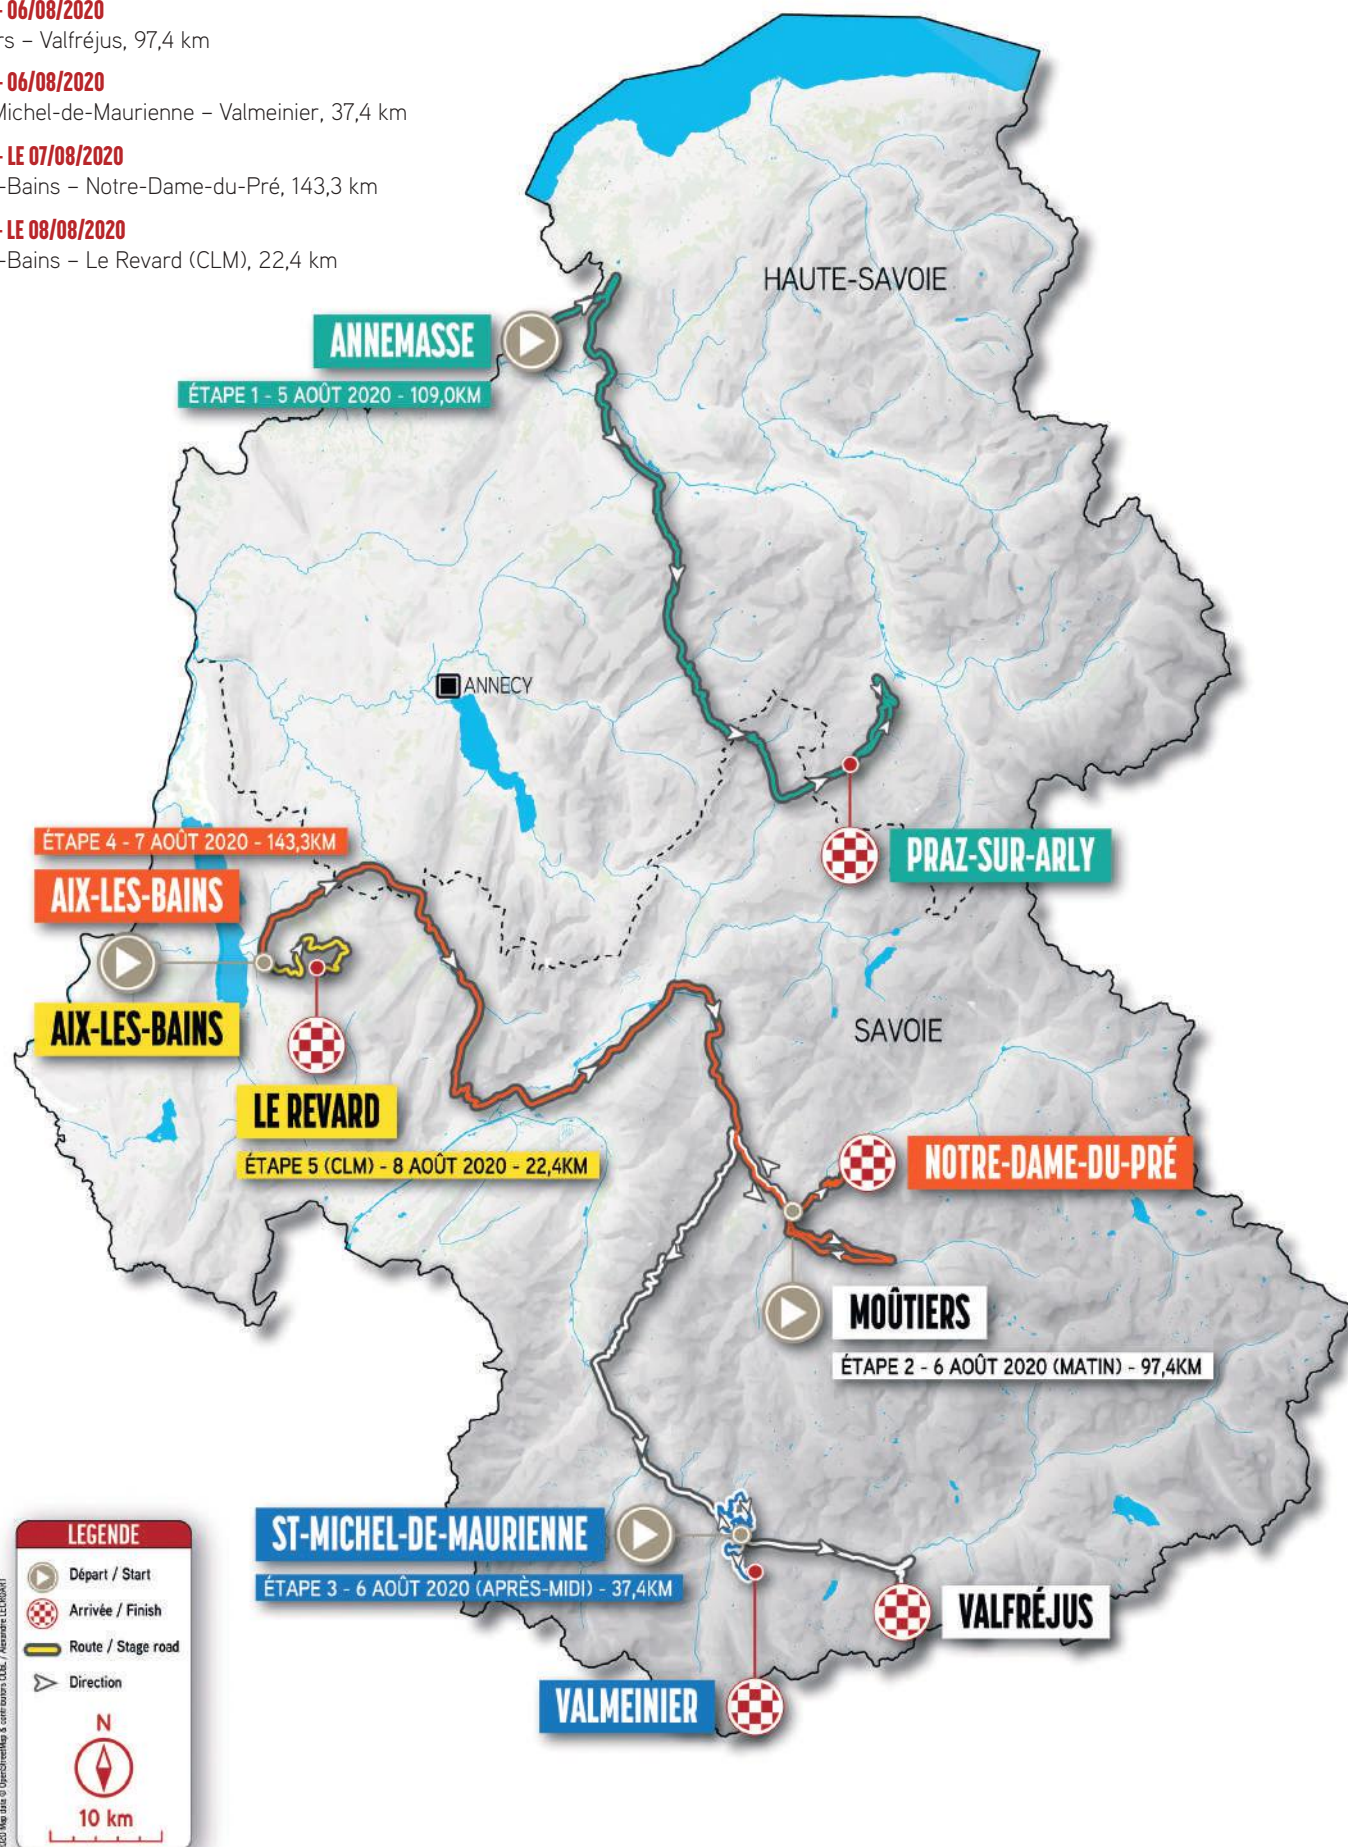 - 06/08/2020
rs – Valfréjus, 97,4 km
- 06/08/2020
Michel-de-Maurienne – Valmeinier, 37,4 km
- LE 07/08/2020
-Bains – Notre-Dame-du-Pré, 143,3 km
- LE 08/08/2020
-Bains – Le Revard (CLM), 22,4 km
HAUTE-SAVOIE
ANNEMASSE
ÉTAPE 1 - 5 AOÛT 2020 - 109,0KM
ANNECY
ÉTAPE 4 - 7 AOÛT 2020 - 143,3KM
AIX-LES-BAINS
PRAZ-SUR-ARLY
AIX-LES-BAINS
SAVOIE
LE REVARD
ÉTAPE 5 (CLM) - 8 AOÛT 2020 - 22,4KM
NOTRE-DAME-DU-PRÉ
MOÛTIERS
ÉTAPE 2 - 6 AOÛT 2020 (MATIN) - 97,4KM
ST-MICHEL-DE-MAURIENNE
ÉTAPE 3 - 6 AOÛT 2020 (APRÈS-MIDI) - 37,4KM
VALFRÉJUS
VALMEINIER
LEGENDE
Départ / Start
Arrivée / Finish
Route / Stage road
Direction
N
10 km
2020 Map data © OpenStreetMap & contributors / Alexandre